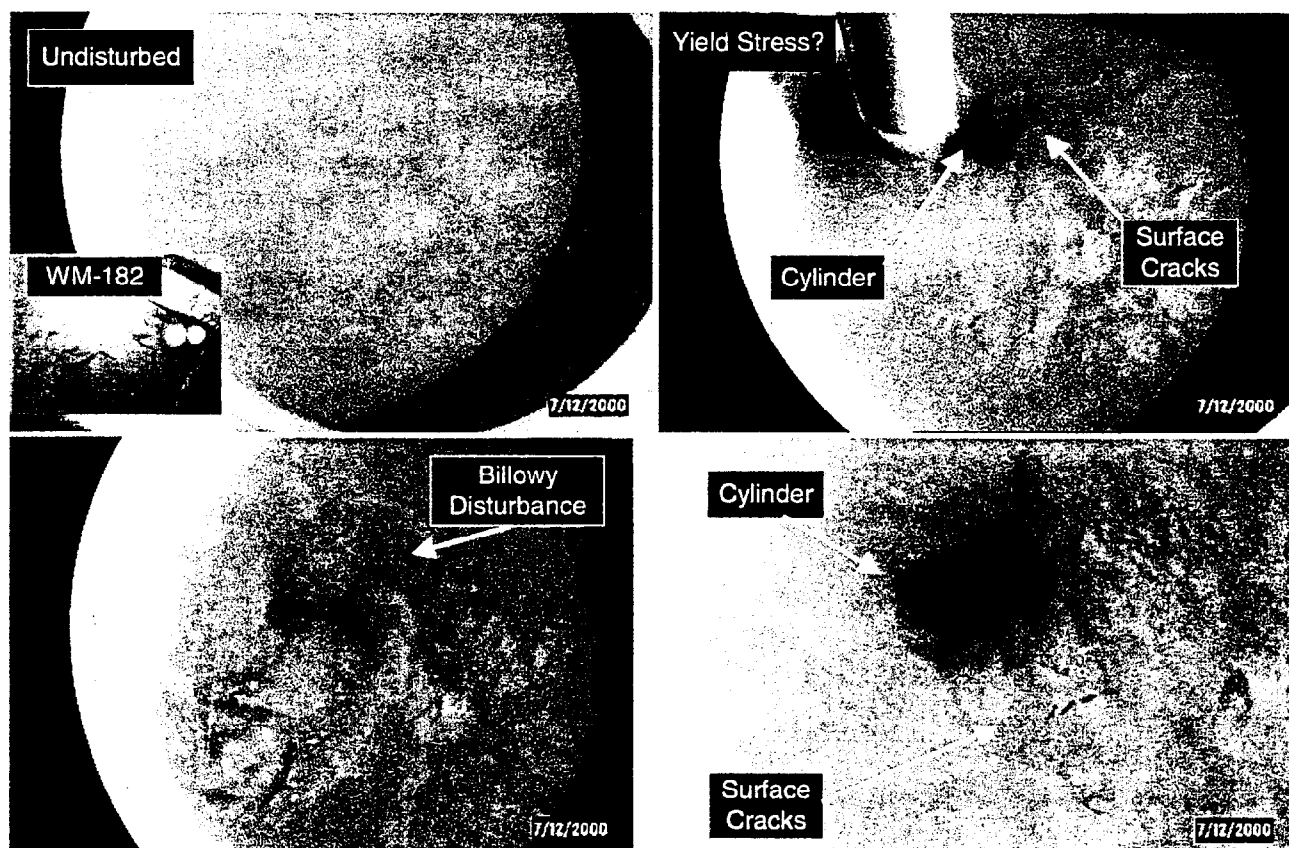 Undisturbed
WM-182
7/12/2000
Yield Stress?
Cylinder
Surface
Cracks
7/12/2000
Billowy
Disturbance
7/12/2000
Cylinder
Surface
Cracks
7/12/2000